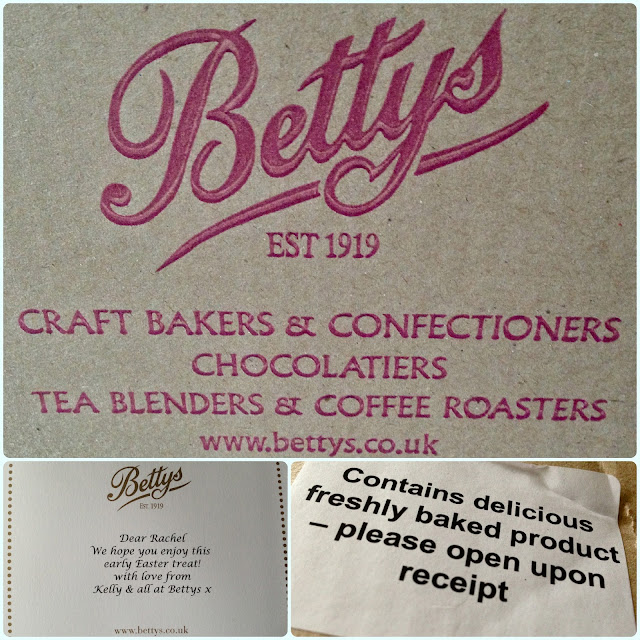 Bettys
EST 1919
CRAFT BAKERS & CONFECTIONERS
CHOCOLATIERS
TEA BLENDERS & COFFEE ROASTERS
www.bettys.co.uk
Bettys
EST 1919
Dear Rachel
We hope you enjoy this
early Easter treat!
with love from
Kelly & all at Bettys x
www.bettys.co.uk
Contains delicious
freshly baked product
– please open upon
receipt